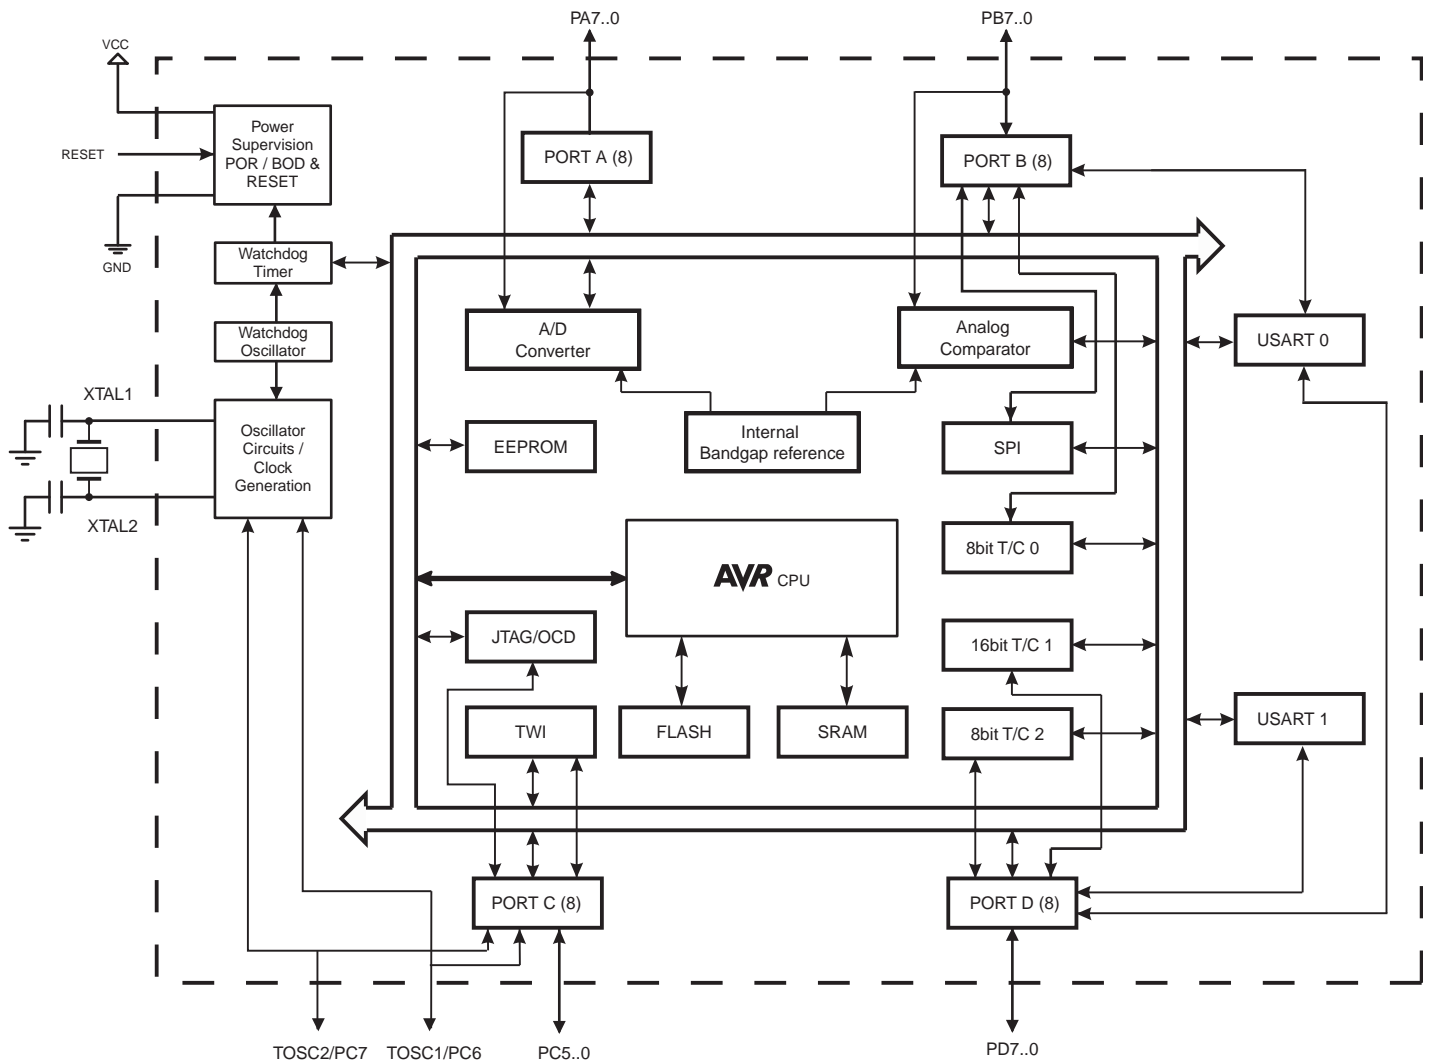 PA7..0
PB7..0
VCC
Power
Supervision
POR / BOD &
RESET
RESET
PORT A (8)
PORT B (8)
GND
Watchdog
Timer
Watchdog
Oscillator
A/D
Converter
Analog
Comparator
USART 0
XTAL1
Oscillator
Circuits /
Clock
Generation
XTAL2
EEPROM
Internal
Bandgap reference
SPI
8bit T/C 0
AVR CPU
JTAG/OCD
16bit T/C 1
TWI
FLASH
SRAM
8bit T/C 2
USART 1
PORT C (8)
PORT D (8)
TOSC2/PC7
TOSC1/PC6
PC5..0
PD7..0